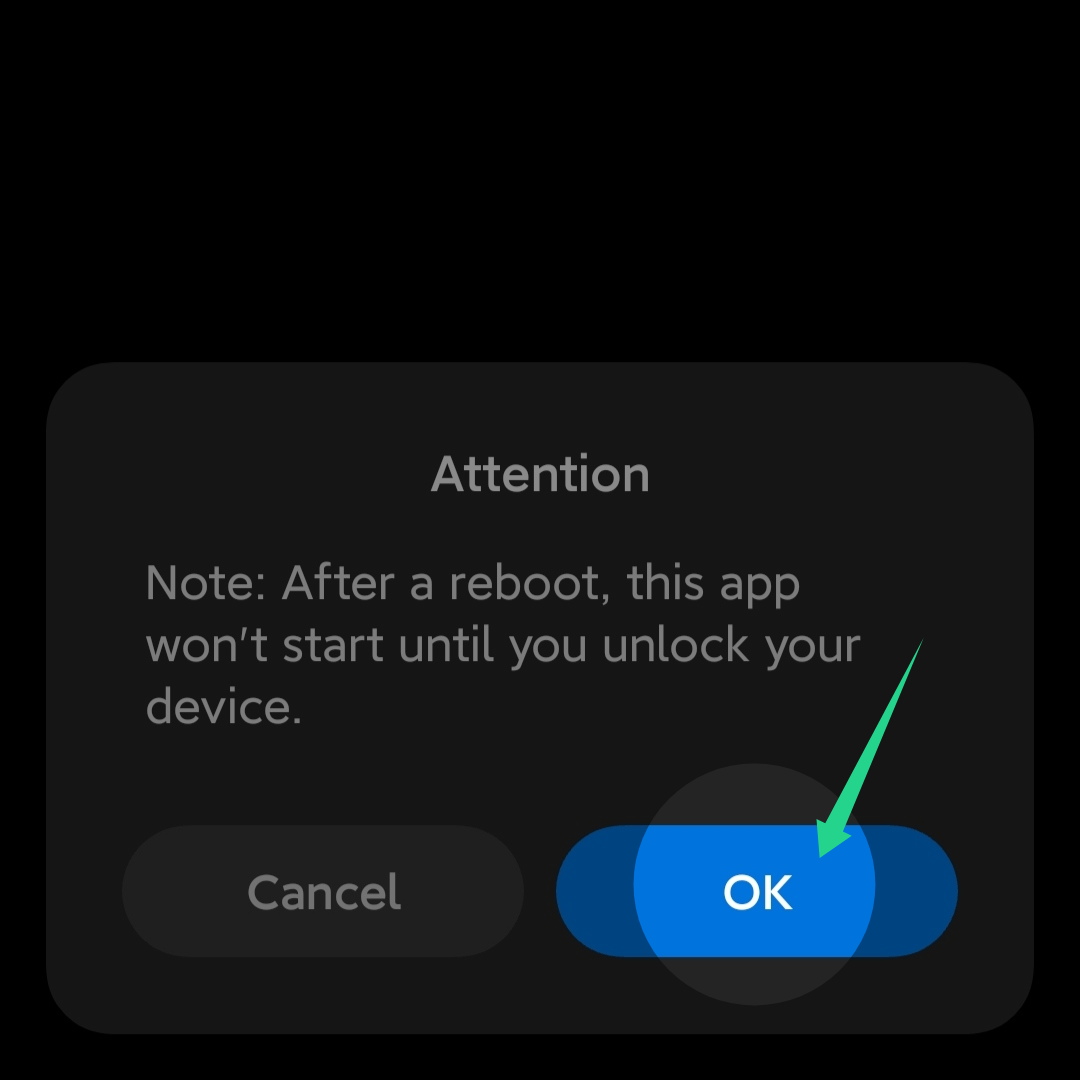 Attention
Note: After a reboot, this app
won't start until you unlock your
device.
Cancel
OK